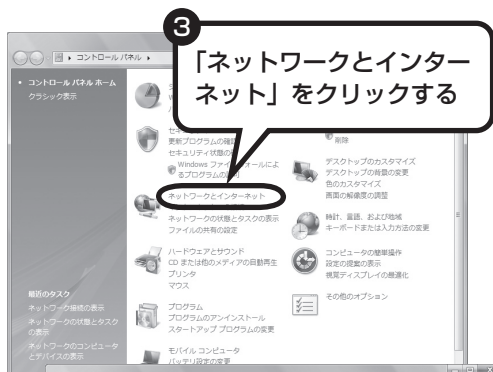 3
「ネットワークとインター
ネット」をクリックする
コントロール パネル
コントロール パネル ホーム
クラシック表示
更新プログラムの確認
セキュリティ状態の
Windows ファイ
ォールによ
るプログラムの
ネットワークとインターネット
ネットワークの状態とタスクの表示
ファイルの共有の設定
ハードウェアとサウンド
CD または他のメディアの自動再生
プリンタ
マウス
プログラム
プログラムのアンインストール
スタートアップ プログラムの変更
モバイル コンピュータ
バッテリ設定の変更
削除
デスクトップのカスタマイズ
デスクトップの背景の変更
色のカスタマイズ
画面の解像度の調整
時計、言語、および地域
キーボードまたは入力方法の変更
コンピュータの簡単操作
設定の提案の表示
視覚ディスプレイの最適化
その他のオプション
最近のタスク
ネットワーク接続の表示
ネットワークの状態とタスク
の表示
ネットワークのコンピュータ
とデバイスの表示